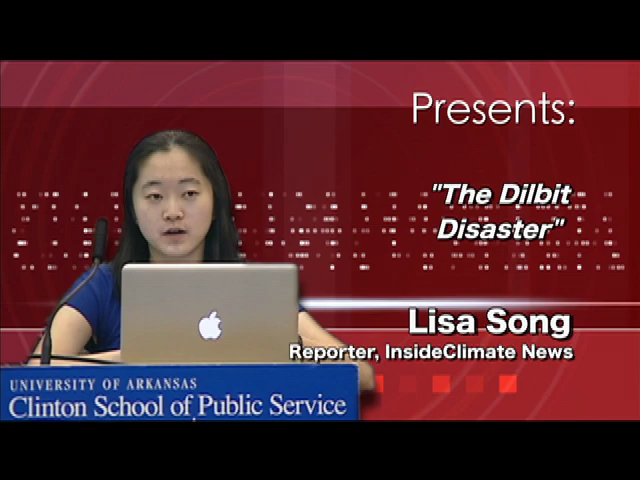 Presents:
"The Dilbit
Disaster"
Lisa Song
Reporter, InsideClimate News
UNIVERSITY OF ARKANSAS
Clinton School of Public Service